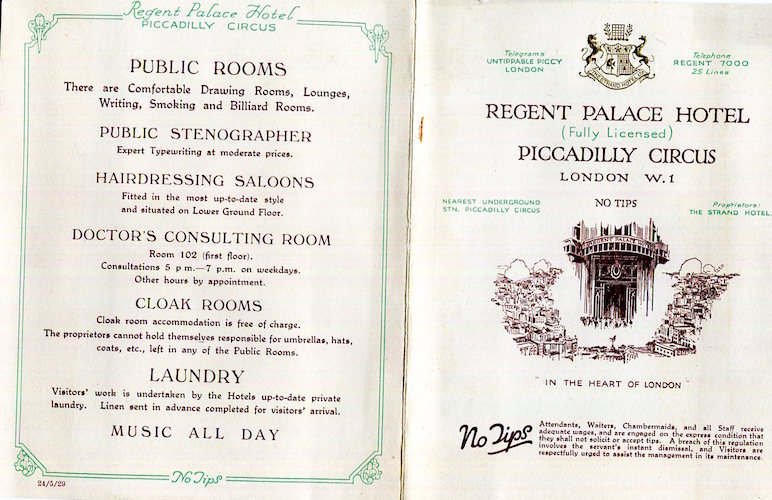 Regent Palace Hotel
PICCADILLY CIRCUS
PUBLIC ROOMS
There are Comfortable Drawing Rooms, Lounges,
Writing, Smoking and Billiard Rooms.
PUBLIC STENOGRAPHER
Expert Typewriting at moderate prices.
HAIRDRESSING SALOONS
Fitted in the most up-to-date style
and situated on Lower Ground Floor.
DOCTOR'S CONSULTING ROOM
Room 102 (first floor).
Consultations 5 p m.—7 p.m. on weekdays.
Other hours by appointment.
CLOAK ROOMS
Cloak room accommodation is free of charge.
The proprietors cannot hold themselves responsible for umbrellas, hats,
coats, etc., left in any of the Public Rooms.
LAUNDRY
Visitors' work is undertaken by the Hotels up-to-date private
laundry. Linen sent in advance completed for visitors' arrival.
MUSIC ALL DAY
No Tips
24/5/29
Telegrams
UNTIPPABLE PICCY
LONDON
Telephone
REGENT 7000
25 Lines
REGENT PALACE HOTEL
(Fully Licensed)
PICCADILLY CIRCUS
LONDON W.1
NEAREST UNDERGROUND
STN. PICCADILLY CIRCUS
NO TIPS
Proprietors:
THE STRAND HOTEL
REGENT PALACE HOTEL
"IN THE HEART OF LONDON"
No Tips
Attendants, Waiters, Chambermaids, and all Staff receive
adequate wages, and are engaged on the express condition that
they shall not solicit or accept tips. A breach of this regulation
involves the servant's instant dismissal, and Visitors are
respectfully urged to assist the management in its maintenance.